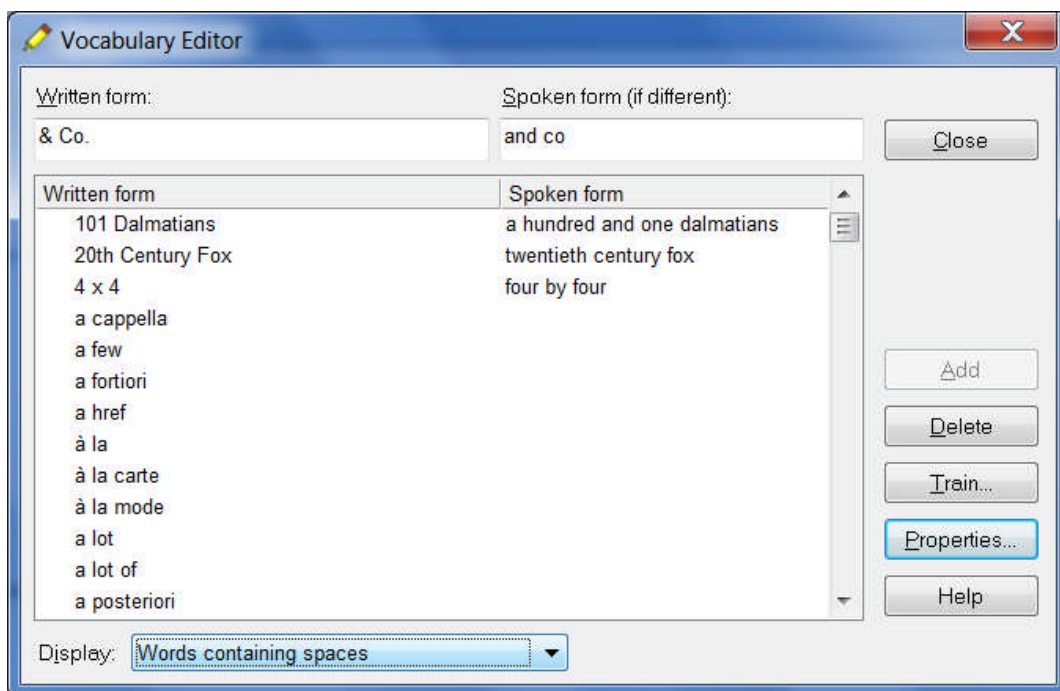 Vocabulary Editor
Written form: Spoken form (if different):
& Co. and co Close
Written form Spoken form
101 Dalmatians a hundred and one dalmatians
20th Century Fox twentieth century fox
4 x 4 four by four
a cappella
a few
a fortiori Add
a href
à la Delete
à la carte
à la mode Train...
a lot Properties...
a lot of
a posteriori Help
Display: Words containing spaces